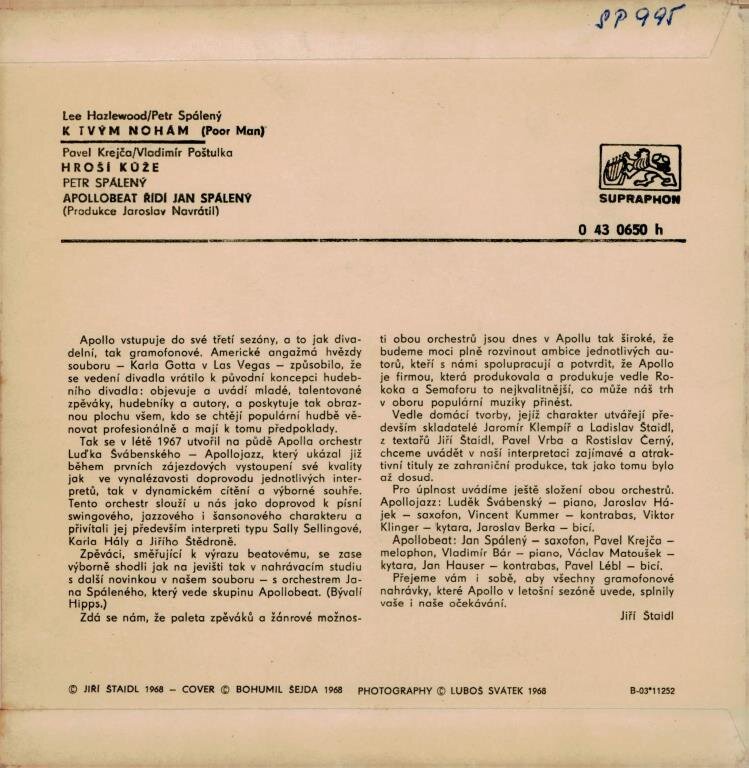 SP 995
Lee Hazlewood/Petr Spálený
K TVÝM NOHÁM (Poor Man)
Pavel Krejča/Vladimír Poštulka
HROŠÍ KŮŽE
PETR SPÁLENÝ
APOLLOBEAT ŘÍDÍ JAN SPÁLENÝ
(Produkce Jaroslav Navrátil)
SUPRAPHON
0 43 0650 h
Apollo vstupuje do své třetí sezóny, a to jak diva-
delní, tak gramofonové. Americké angažmá hvězdy
souboru – Karla Gotta v Las Vegas – způsobilo, že
se vedení divadla vrátilo k původní koncepci hudeb-
ního divadla: objevuje a uvádí mladé, talentované
zpěváky, hudebníky a autory, a poskytuje tak obraz-
nou plochu všem, kdo se chtějí populární hudbě vě-
novat profesionálně a mají k tomu předpoklady.
Tak se v létě 1967 utvořil na půdě Apolla orchestr
Luďka Švábenského – Apollojazz, který ukázal již
během prvních zájezdových vystoupení své kvality
jak ve vynalézavosti doprovodu jednotlivých inter-
pretů, tak v dynamickém cítění a výborné souhře.
Tento orchestr slouží u nás jako doprovod k písní
swingového, jazzového i šansonového charakteru a
přivítali jej především interpreti typu Sally Sellingové,
Karla Hály a Jiřího Štědroně.
Zpěváci, směřující k výrazu beatovému, se zase
výborně shodli jak na jevišti tak v nahrávacím studiu
s další novinkou v našem souboru – s orchestrem Ja-
na Spáleného, který vede skupinu Apollobeat. (Bývalí
Hipps.)
Zdá se nám, že paleta zpěváků a žánrové možnos-
ti obou orchestrů jsou dnes v Apollu tak široké, že
budeme moci plně rozvinout ambice jednotlivých au-
torů, kteří s námi spolupracují a potvrdit, že Apollo
je firmou, která produkovala a produkuje vedle Ro-
koka a Semaforu to nejkvalitnější, co může náš trh
v oboru populární muziky přinést.
Vedle domácí tvorby, jejíž charakter utvářejí pře-
devším skladatelé Jaromír Klempíř a Ladislav Štaidl,
z textařů Jiří Štaidl, Pavel Vrba a Rostislav Černý,
chceme uvádět v naší interpretaci zajímavé a atrak-
tivní tituly ze zahraniční produkce, tak jako tomu bylo
až dosud.
Pro úplnost uvádíme ještě složení obou orchestrů.
Apollojazz: Luděk Švábenský – piano, Jaroslav Há-
jek – saxofon, Vincent Kummer – kontrabas, Viktor
Klinger – kytara, Jaroslav Berka – bicí.
Apollobeat: Jan Spálený – saxofon, Pavel Krejča –
melophon, Vladimír Bár – piano, Václav Matoušek –
kytara, Jan Hauser – kontrabas, Pavel Lébl – bicí.
Přejeme vám i sobě, aby všechny gramofonové
nahrávky, které Apollo v letošní sezóně uvede, splnily
vaše i naše očekávání.
Jiří Štaidl
© JIŘÍ ŠTAIDL 1968 – COVER © BOHUMIL ŠEJDA 1968 PHOTOGRAPHY © LUBOŠ SVÁTEK 1968 B-03*11252